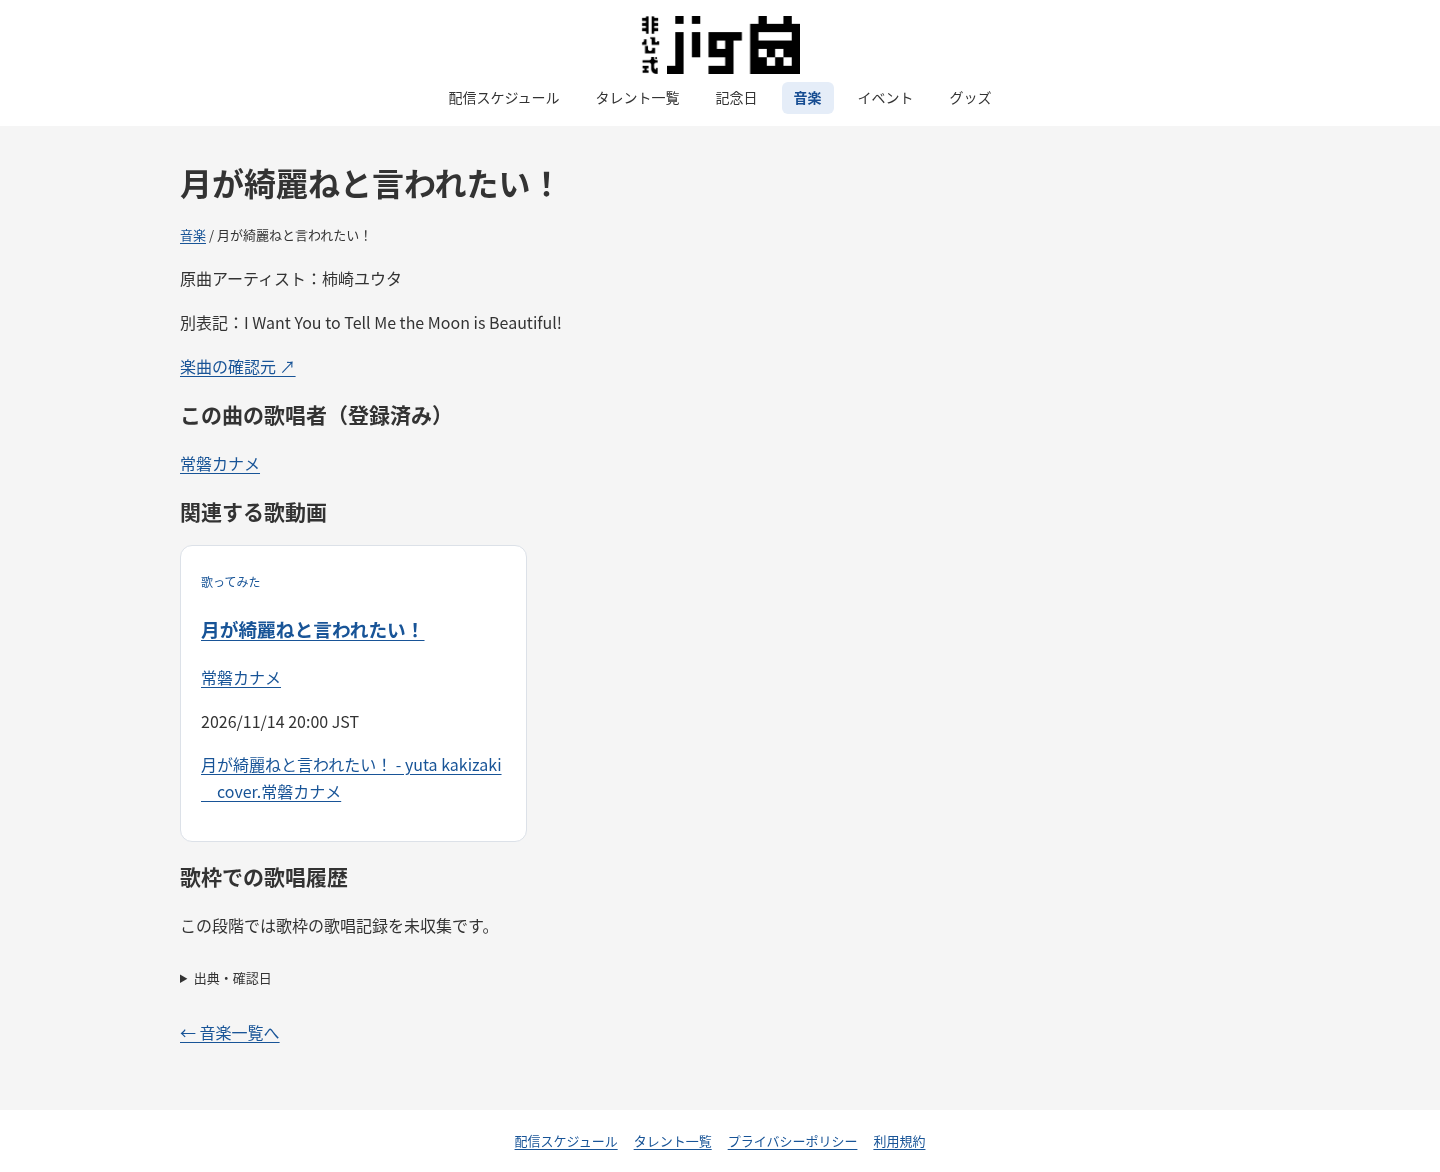 非公式
jig曲
配信スケジュール
タレント一覧
記念日
音楽
イベント
グッズ
月が綺麗ねと言われたい！
音楽 / 月が綺麗ねと言われたい！
原曲アーティスト：柿崎ユウタ
別表記：I Want You to Tell Me the Moon is Beautiful!
楽曲の確認元 ↗
この曲の歌唱者（登録済み）
常磐カナメ
関連する歌動画
歌ってみた
月が綺麗ねと言われたい！
常磐カナメ
2026/11/14 20:00 JST
月が綺麗ねと言われたい！ - yuta kakizaki
cover.常磐カナメ
歌枠での歌唱履歴
この段階では歌枠の歌唱記録を未収集です。
▶ 出典・確認日
← 音楽一覧へ
配信スケジュール
タレント一覧
プライバシーポリシー
利用規約